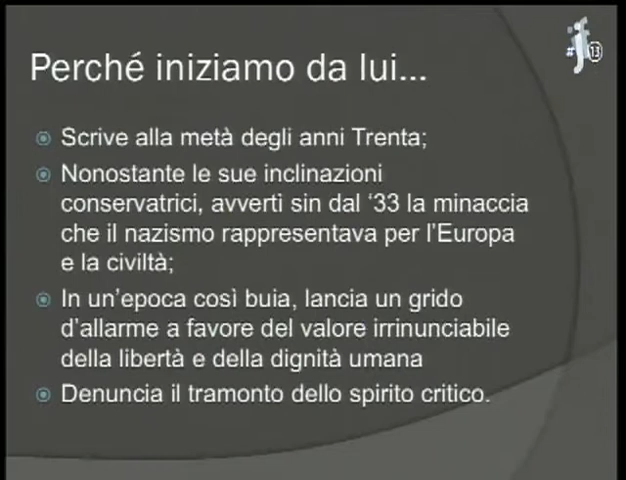 Perché iniziamo da lui...
Scrive alla metà degli anni Trenta;
Nonostante le sue inclinazioni
conservatrici, avvertì sin dal ‘33 la minaccia
che il nazismo rappresentava per l'Europa
e la civiltà;
In un'epoca così buia, lancia un grido
d'allarme a favore del valore irrinunciabile
della libertà e della dignità umana
Denuncia il tramonto dello spirito critico.
#jf13